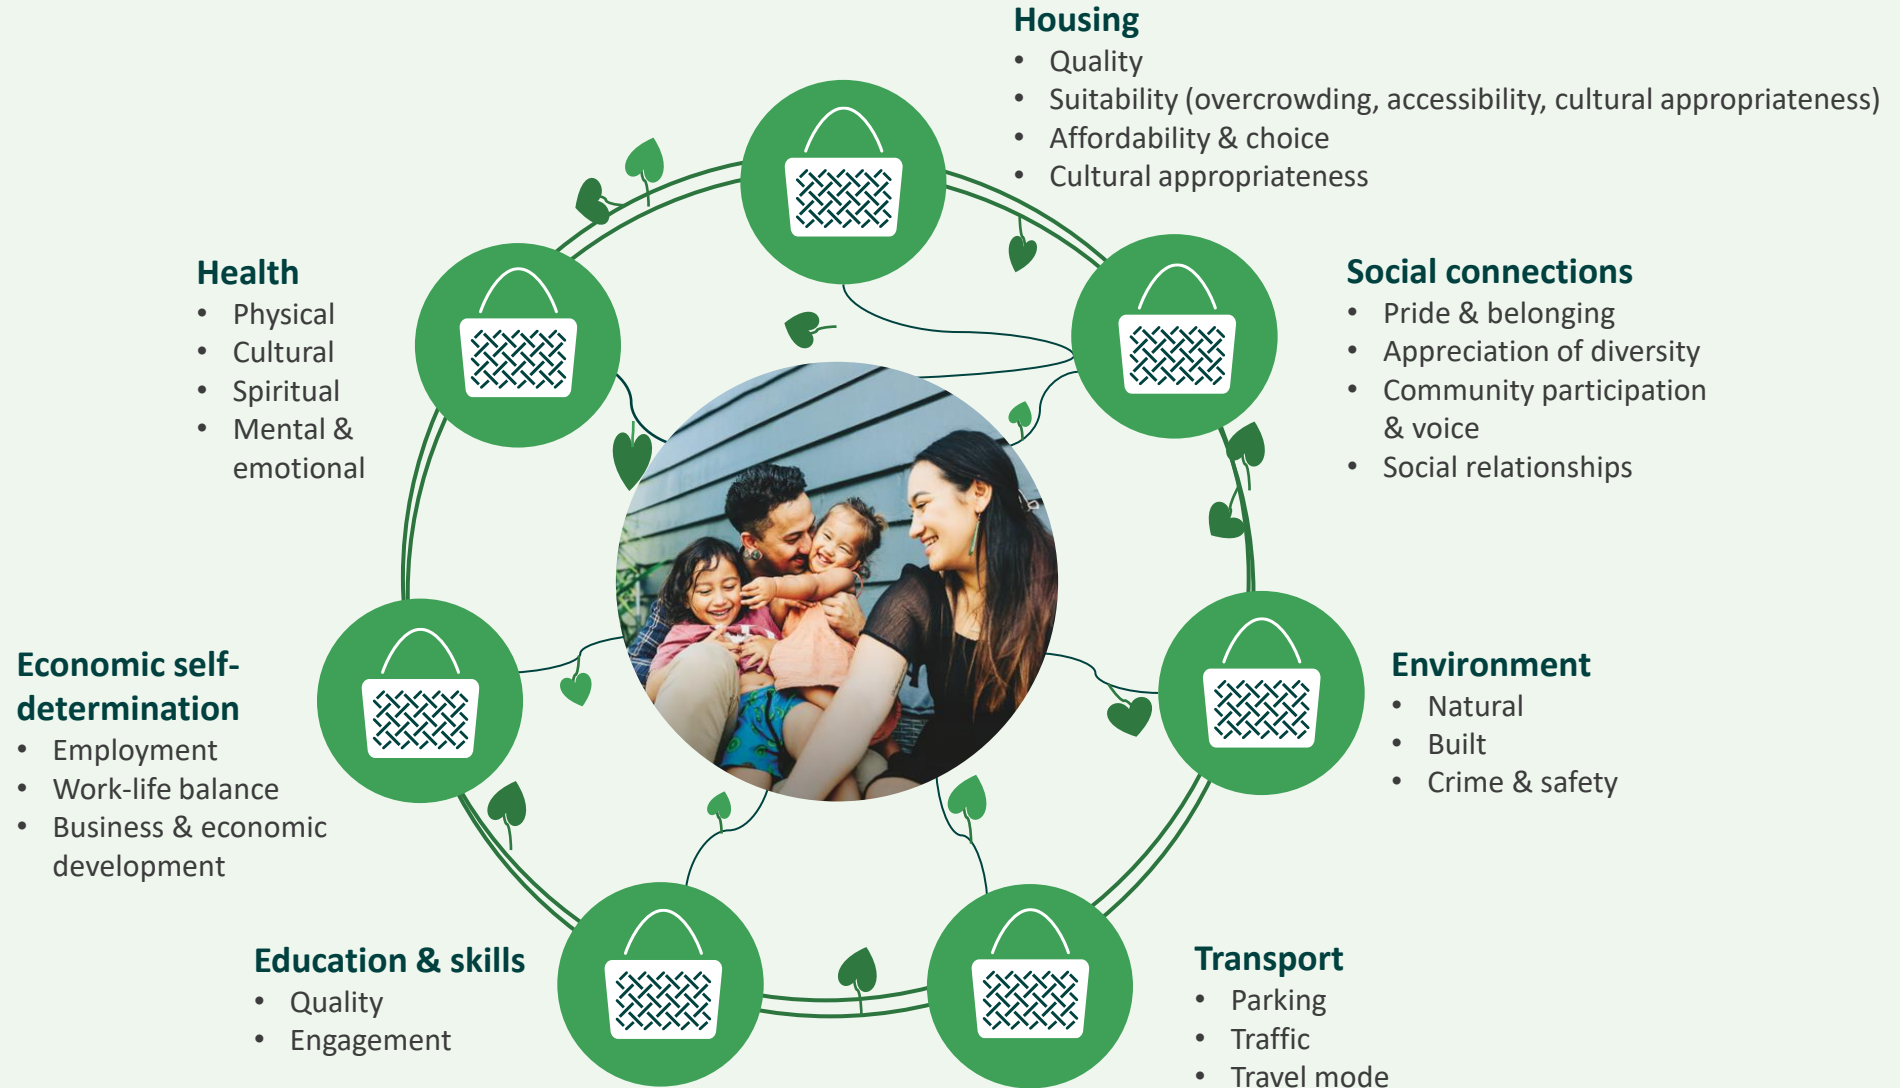 Housing
• Quality
• Suitability (overcrowding, accessibility, cultural appropriateness)
• Affordability & choice
• Cultural appropriateness
Social connections
• Pride & belonging
• Appreciation of diversity
• Community participation
& voice
• Social relationships
Environment
• Natural
• Built
• Crime & safety
Transport
• Parking
• Traffic
• Travel mode
Education & skills
• Quality
• Engagement
Economic self-
determination
• Employment
• Work-life balance
• Business & economic
development
Health
• Physical
• Cultural
• Spiritual
• Mental &
emotional